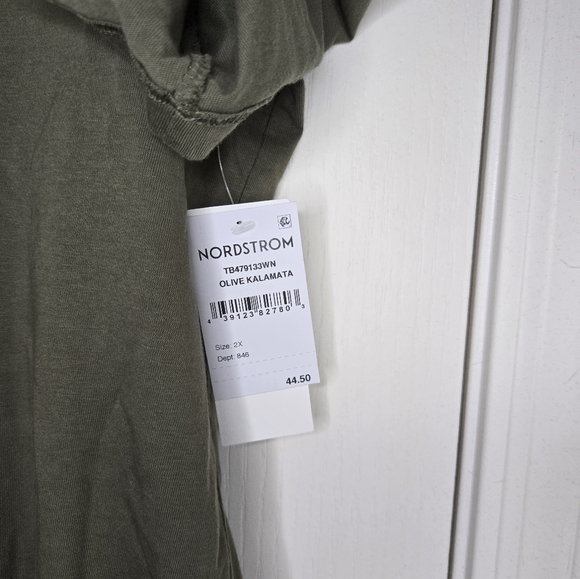 NORDSTROM
TB479133WN
OLIVE KALAMATA
4 39123 82780 3
Size: 2X
Dept: 846
44.50